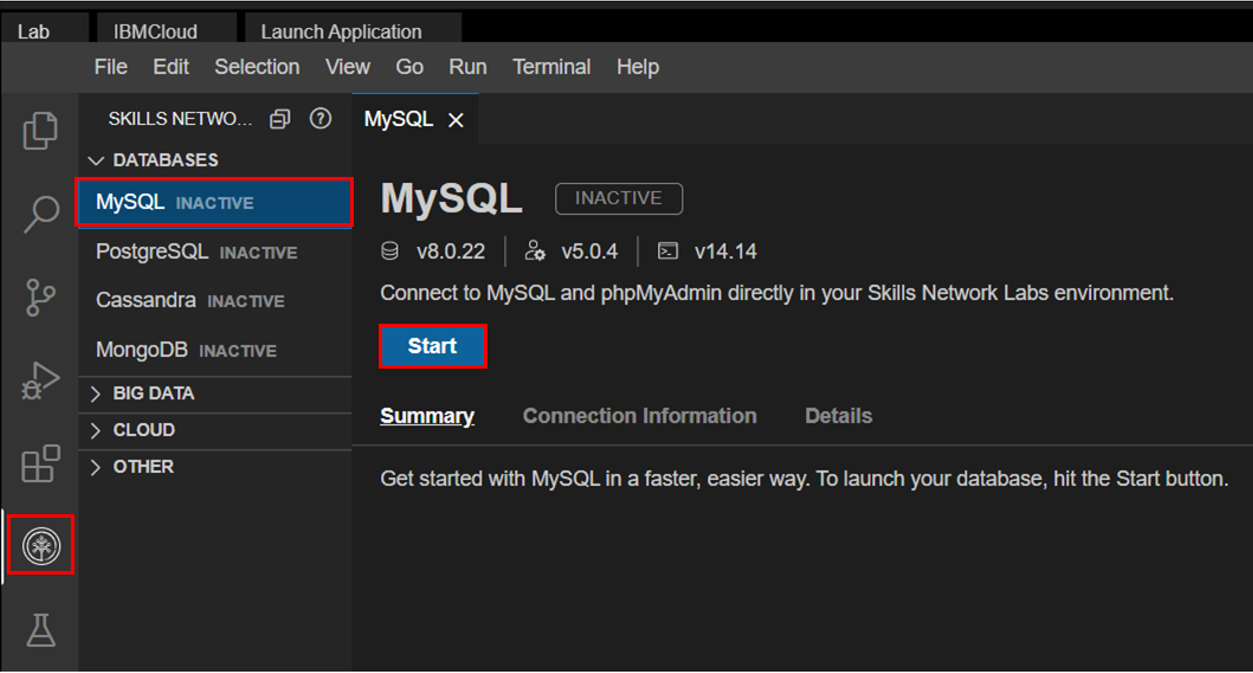 Lab IBMCloud Launch Application
File Edit Selection View Go Run Terminal Help
SKILLS NETWO... ?
MySQL ×
DATABASES
MySQL INACTIVE
PostgreSQL INACTIVE
Cassandra INACTIVE
MongoDB INACTIVE
BIG DATA
CLOUD
OTHER
MySQL INACTIVE
v8.0.22 v5.0.4 v14.14
Connect to MySQL and phpMyAdmin directly in your Skills Network Labs environment.
Start
Summary Connection Information Details
Get started with MySQL in a faster, easier way. To launch your database, hit the Start button.